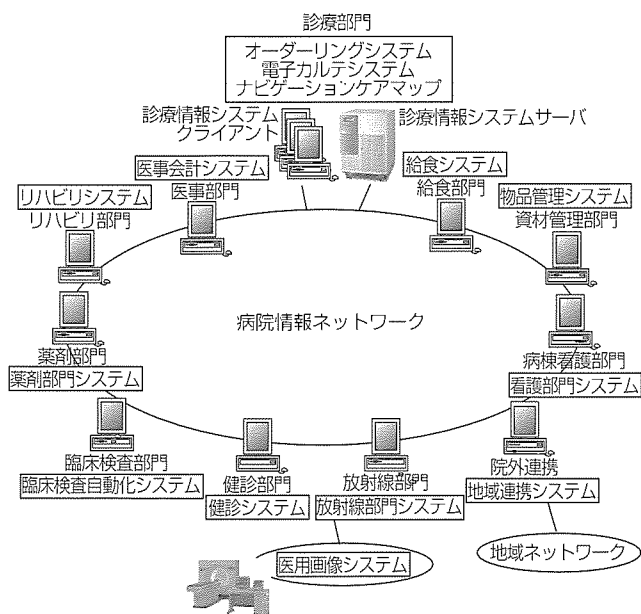 診療部門
オーダーリングシステム
電子カルテシステム
ナビゲーションケアマップ
診療情報システム
クライアント
診療情報システムサーバ
医事会計システム
医事部門
給食システム
給食部門
リハビリシステム
リハビリ部門
物品管理システム
資材管理部門
病院情報ネットワーク
薬剤部門
薬剤部門システム
病棟看護部門
看護部門システム
臨床検査部門
臨床検査自動化システム
健診部門
健診システム
放射線部門
放射線部門システム
院外連携
地域連携システム
医用画像システム
地域ネットワーク